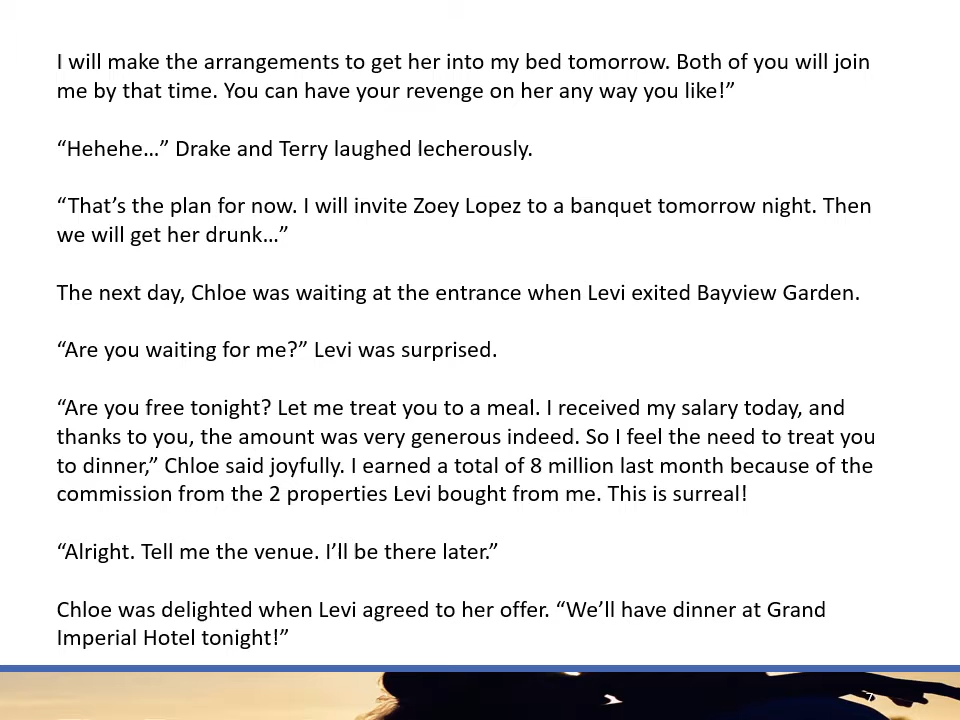 I will make the arrangements to get her into my bed tomorrow. Both of you will join
me by that time. You can have your revenge on her any way you like!”
“Hehehe…” Drake and Terry laughed lecherously.
“That’s the plan for now. I will invite Zoey Lopez to a banquet tomorrow night. Then
we will get her drunk…”
The next day, Chloe was waiting at the entrance when Levi exited Bayview Garden.
“Are you waiting for me?” Levi was surprised.
“Are you free tonight? Let me treat you to a meal. I received my salary today, and
thanks to you, the amount was very generous indeed. So I feel the need to treat you
to dinner,” Chloe said joyfully. I earned a total of 8 million last month because of the
commission from the 2 properties Levi bought from me. This is surreal!
“Alright. Tell me the venue. I’ll be there later.”
Chloe was delighted when Levi agreed to her offer. “We’ll have dinner at Grand
Imperial Hotel tonight!”
7